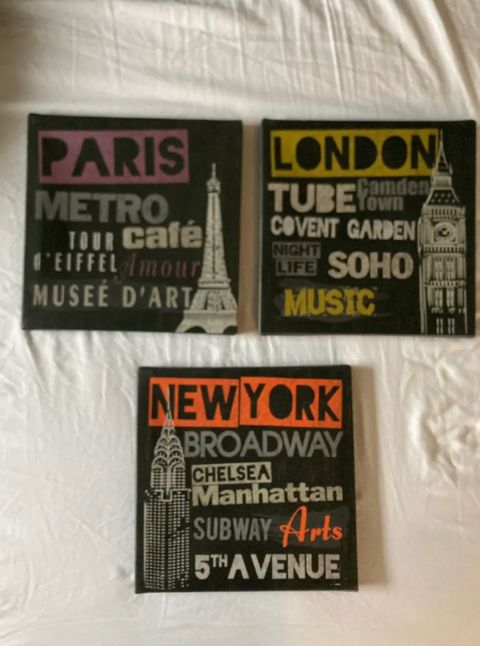 PARIS
METRO
TOUR café
d'EIFFEL Amour
MUSEÉ D'ART
LONDON
TUBE Camden Town
COVENT GARDEN
NIGHT LIFE SOHO
MUSIC
NEW YORK
BROADWAY
CHELSEA
Manhattan
SUBWAY Arts
5TH AVENUE